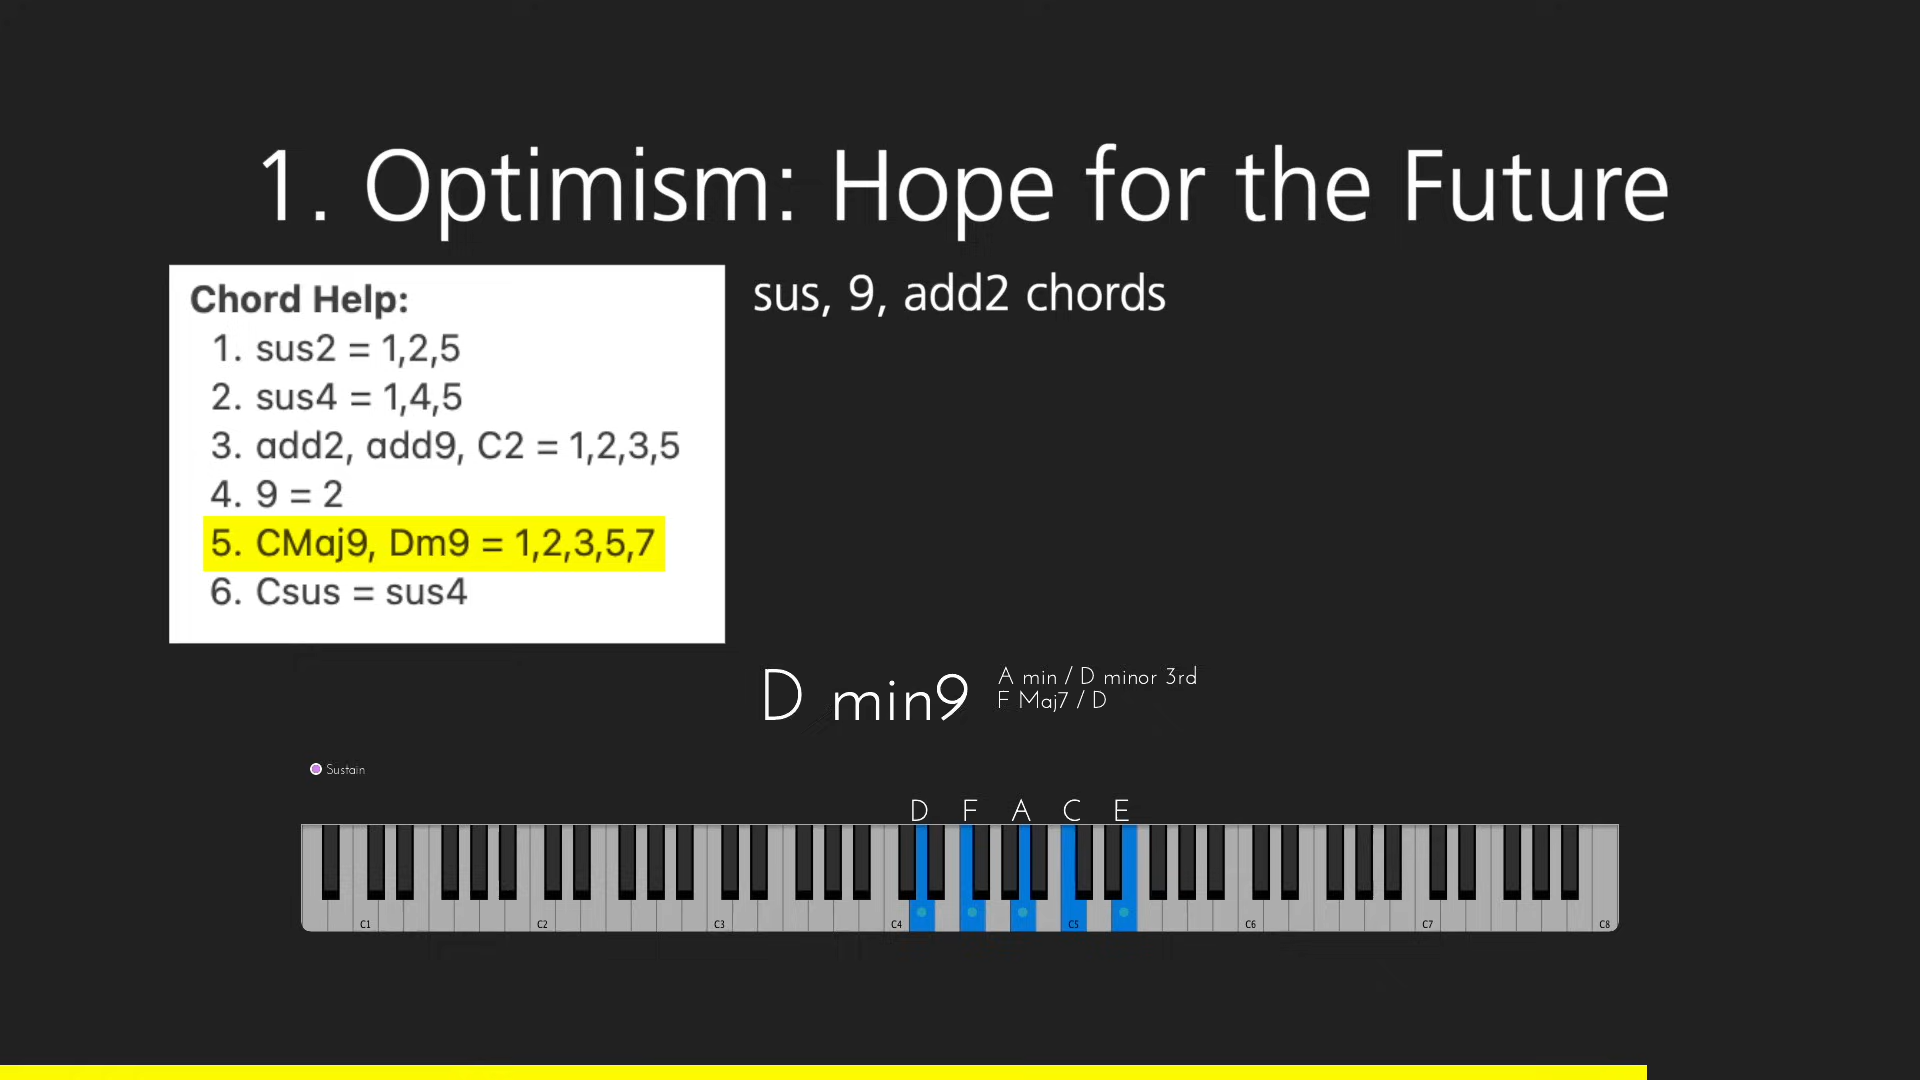 1. Optimism: Hope for the Future
Chord Help:
1. sus2 = 1,2,5
2. sus4 = 1,4,5
3. add2, add9, C2 = 1,2,3,5
4. 9 = 2
5. CMaj9, Dm9 = 1,2,3,5,7
6. Csus = sus4
sus, 9, add2 chords
D min9
A min / D minor 3rd
F Maj7 / D
Sustain
D F A C E
C1 C2 C3 C4 C5 C6 C7 C8